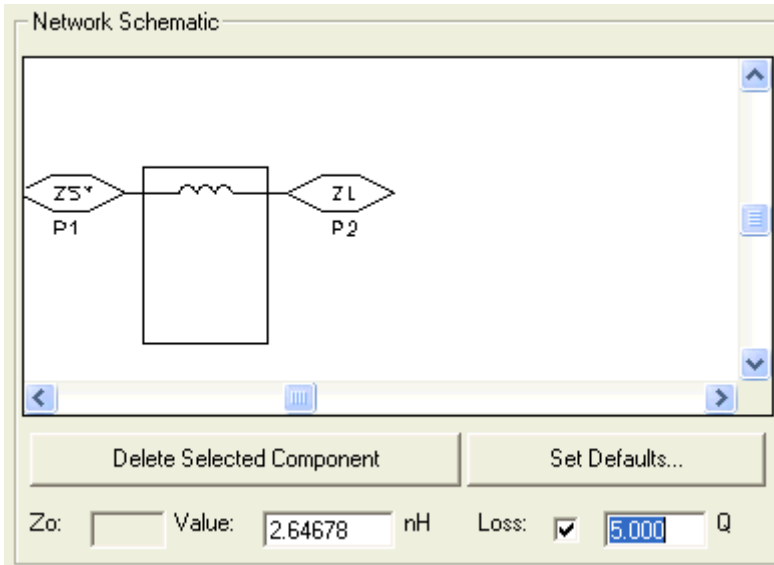 Network Schematic
ZS* ZL
P1 P2
Delete Selected Component Set Defaults...
Zo: Value: 2.64678 nH Loss: 5.000 Q